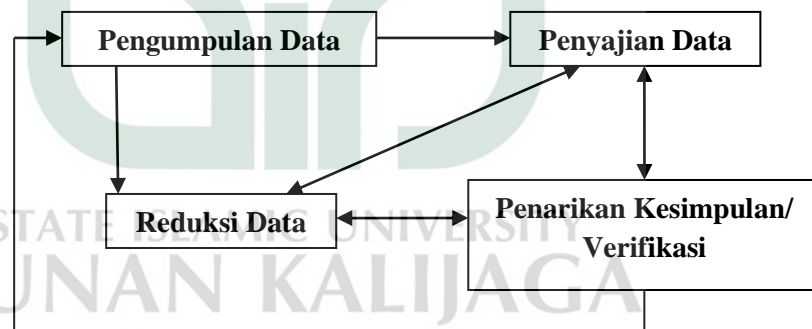 Pengumpulan Data
Penyajian Data
Reduksi Data
Penarikan Kesimpulan/
Verifikasi
STATE ISLAMIC UNIVERSITY
UNAN KALIJAGA